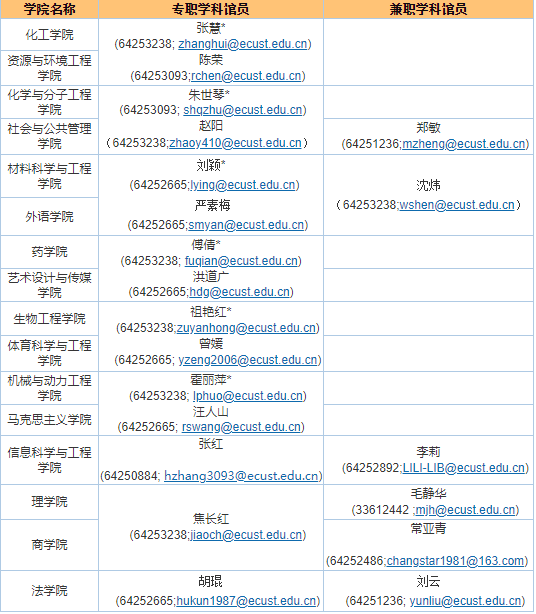 学院名称 专职学科馆员 兼职学科馆员
化工学院
张慧*
(64253238; zhanghui@ecust.edu.cn)
资源与环境工程
学院
陈荣
(64253093;rchen@ecust.edu.cn)
化学与分子工程
学院
朱世琴*
(64253093; shqzhu@ecust.edu.cn)
社会与公共管理
学院
赵阳
（64253238;zhaoy410@ecust.edu.cn）
郑敏
(64251236;mzheng@ecust.edu.cn)
材料科学与工程
学院
刘颖*
(64252665;lying@ecust.edu.cn)
沈炜
（64253238;wshen@ecust.edu.cn）
外语学院
严素梅
(64252665;smyan@ecust.edu.cn)
药学院
傅倩*
(64253238; fuqian@ecust.edu.cn)
艺术设计与传媒
学院
洪道广
(64252665;hdg@ecust.edu.cn)
生物工程学院
祖艳红*
(64253238;zuyanhong@ecust.edu.cn)
体育科学与工程
学院
曾媛
(64252665; yzeng2006@ecust.edu.cn)
机械与动力工程
学院
霍丽萍*
(64253238; lphuo@ecust.edu.cn)
马克思主义学院
汪人山
(64252665; rswang@ecust.edu.cn)
信息科学与工程
学院
张红
(64250884; hzhang3093@ecust.edu.cn)
李莉
(64252892;LILI-LIB@ecust.edu.cn)
理学院
毛静华
(33612442 ;mjh@ecust.edu.cn)
焦长红
(64253238;jiaoch@ecust.edu.cn)
商学院
常亚青
(64252486;changstar1981@163.com)
法学院
胡琨
(64252665;hukun1987@ecust.edu.cn)
刘云
(64251236; yunliu@ecust.edu.cn)